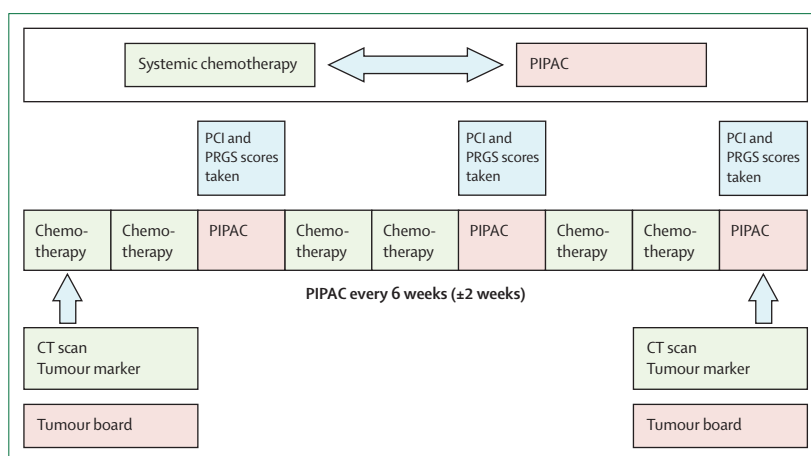 Systemic chemotherapy
PIPAC
PCI and
PRGS scores
taken
PCI and
PRGS scores
taken
PCI and
PRGS scores
taken
Chemo-
therapy
Chemo-
therapy
PIPAC
Chemo-
therapy
Chemo-
therapy
PIPAC
Chemo-
therapy
Chemo-
therapy
PIPAC
PIPAC every 6 weeks (±2 weeks)
CT scan
Tumour marker
CT scan
Tumour marker
Tumour board
Tumour board